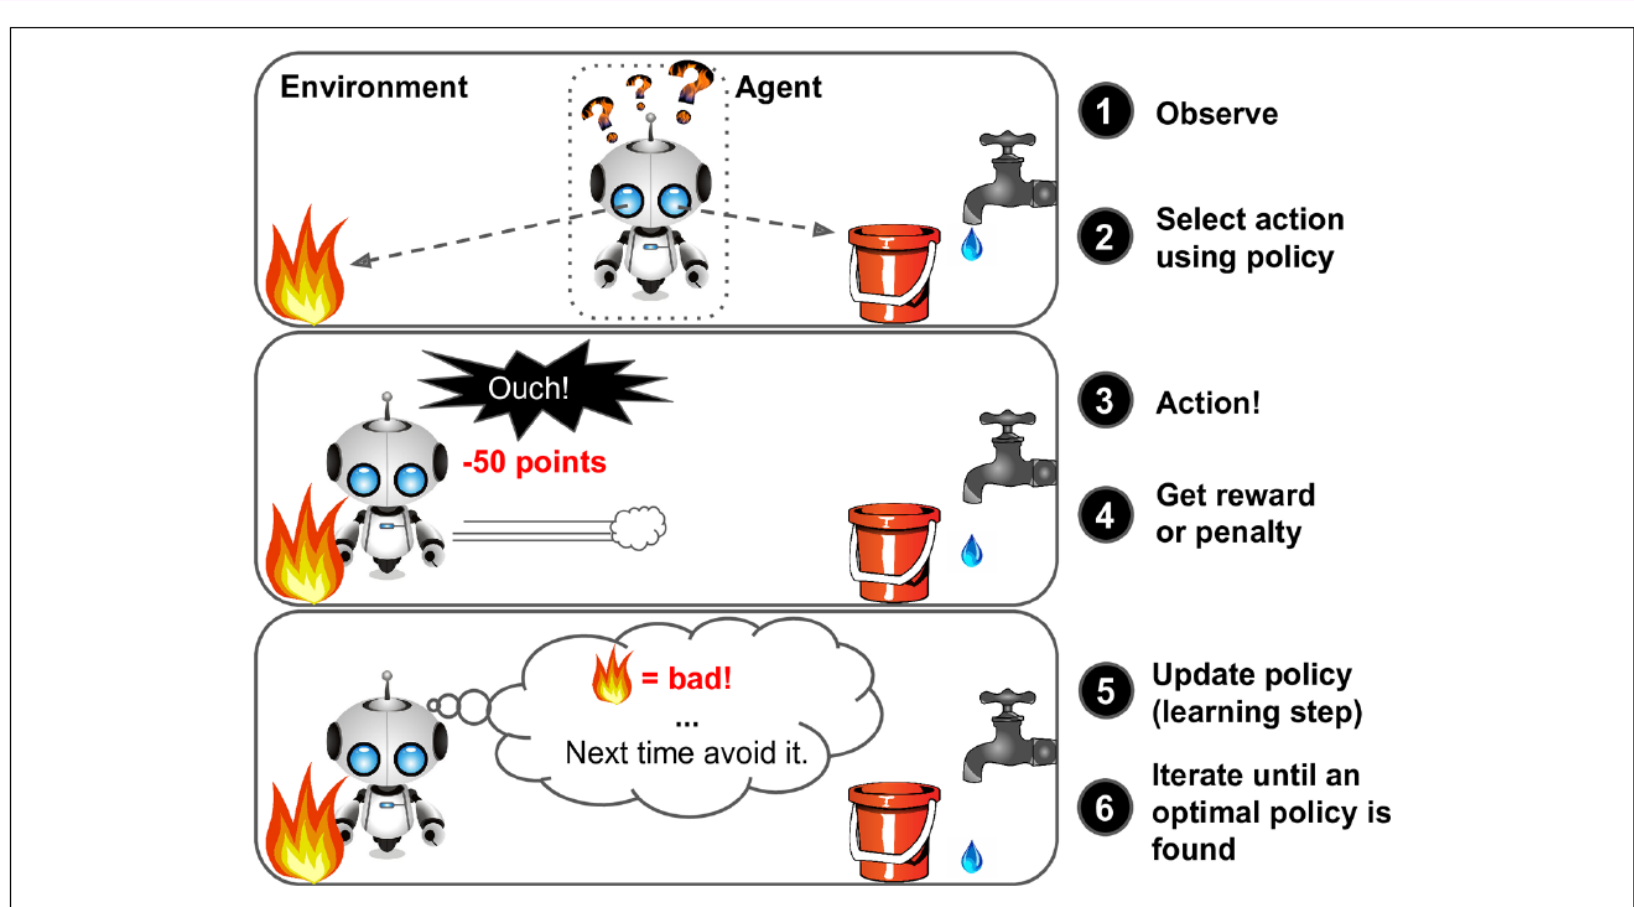 Environment
Agent
? ? ?
1 Observe
2 Select action
using policy
Ouch!
-50 points
3 Action!
4 Get reward
or penalty
= bad!
...
Next time avoid it.
5 Update policy
(learning step)
6 Iterate until an
optimal policy is
found